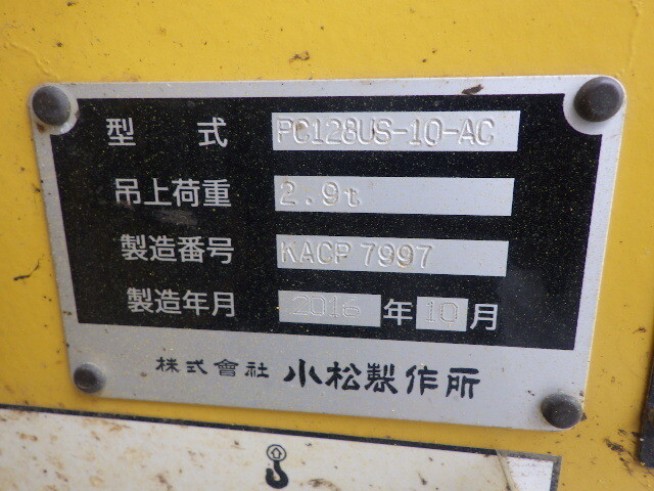 型 式 PC128US-10-AC
吊上荷重 2.9t
製造番号 KACP 7997
製造年月 2016 年 10 月
株式會社 小松製作所